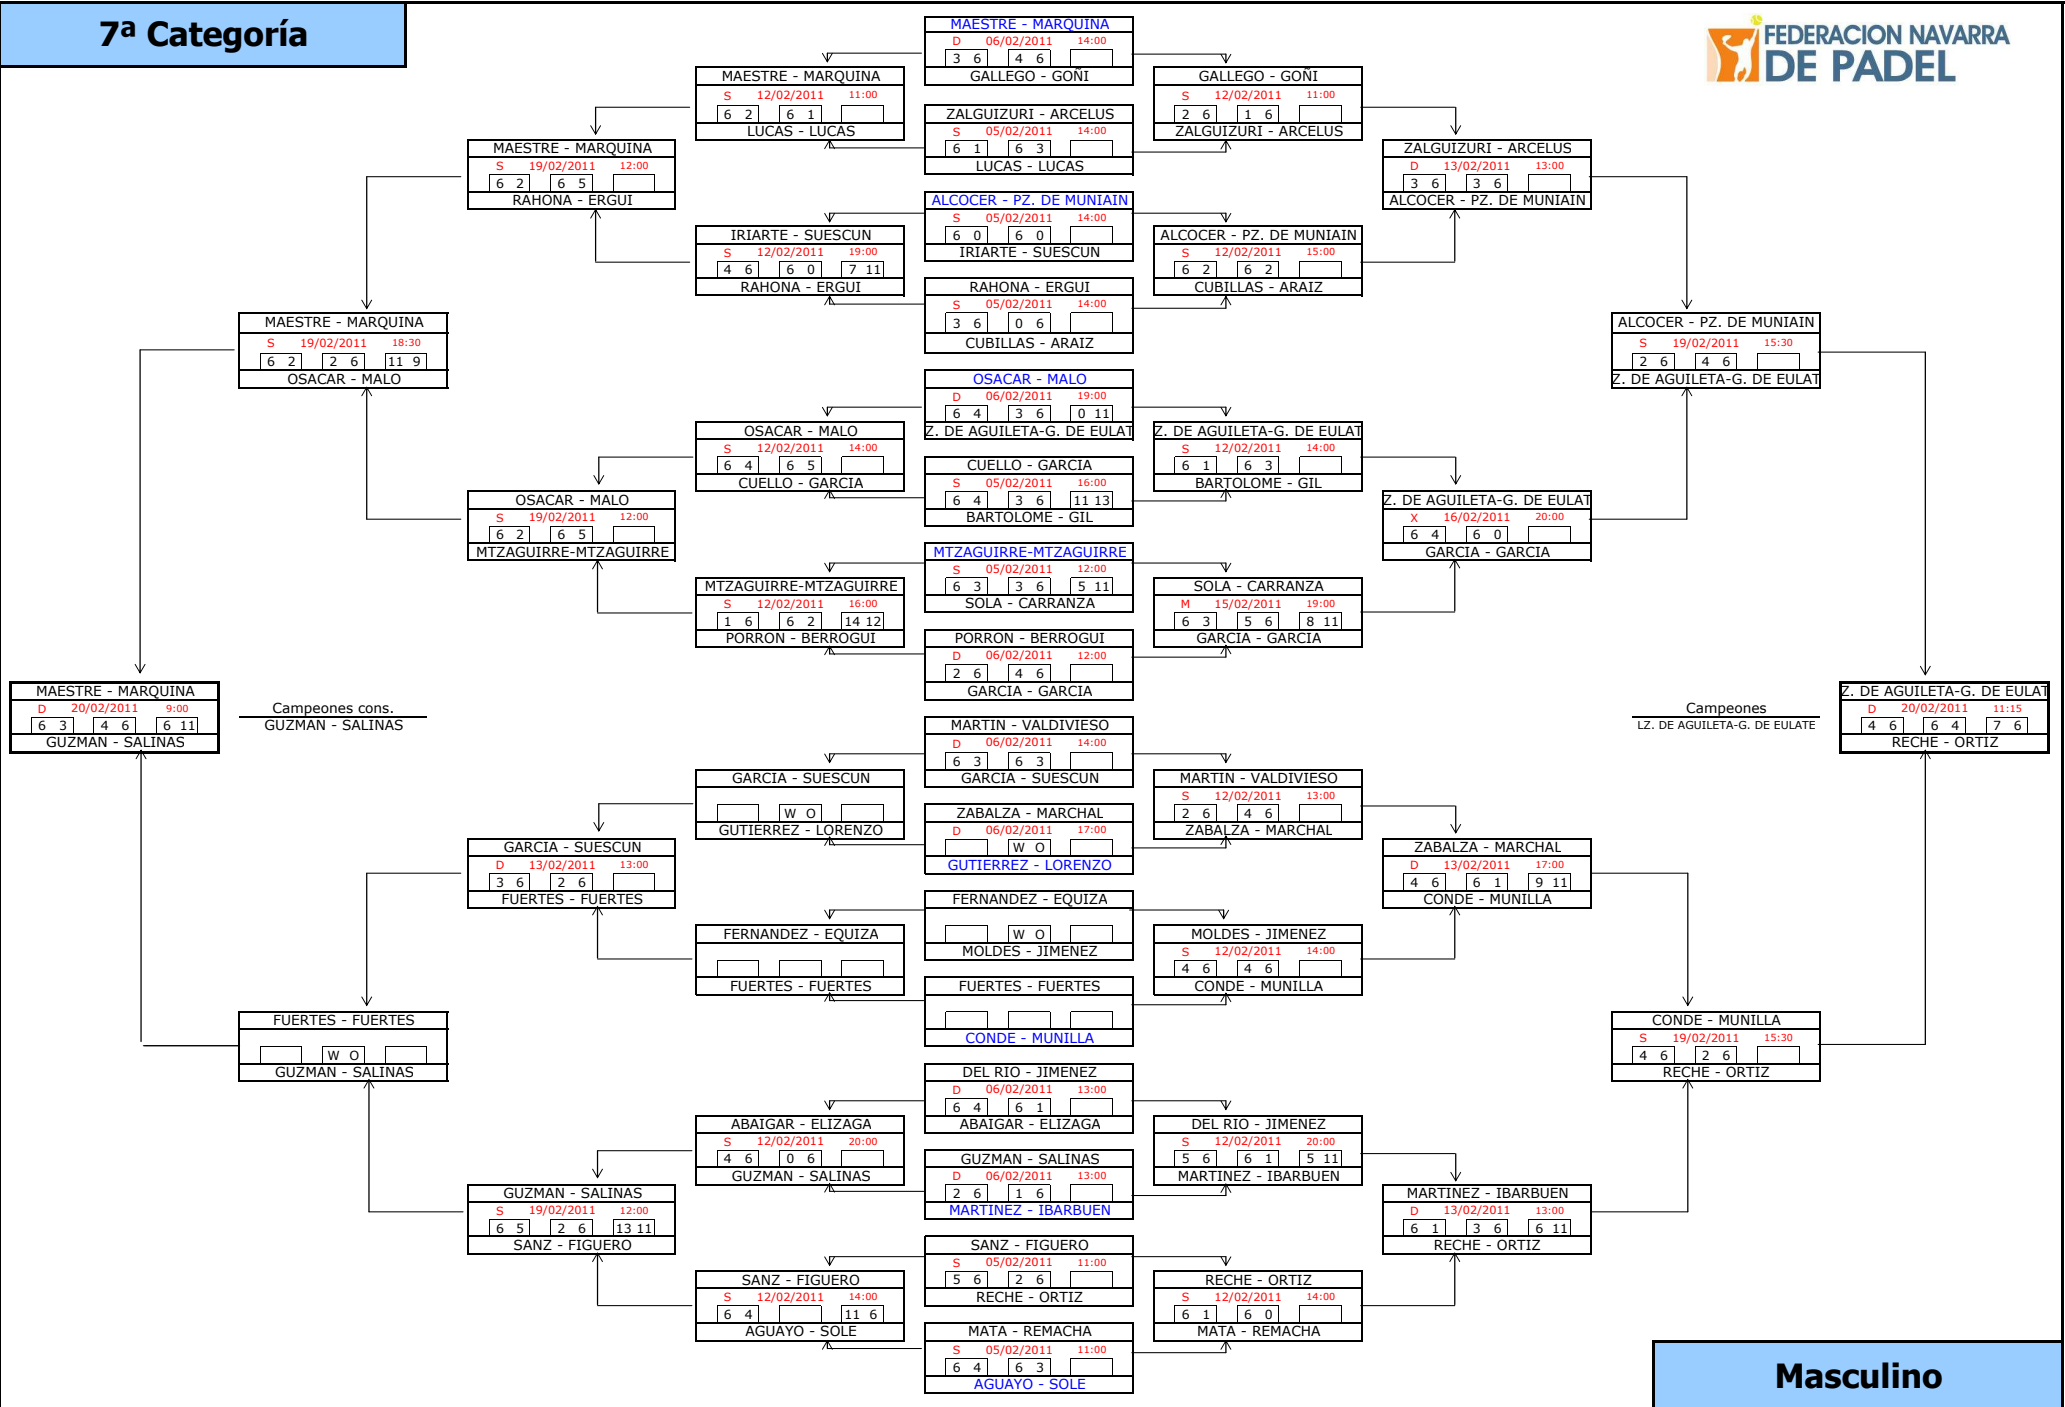 7ª Categoría
FEDERACION NAVARRA
DE PADEL
MAESTRE - MARQUINA
D 06/02/2011 14:00
3 6 4 6
GALLEGO - GOÑI
ZALGUIZURI - ARCELUS
S 05/02/2011 14:00
6 1 6 3
LUCAS - LUCAS
ALCOCER - PZ. DE MUNIAIN
S 05/02/2011 14:00
6 0 6 0
IRIARTE - SUESCUN
RAHONA - ERGUI
S 05/02/2011 14:00
3 6 0 6
CUBILLAS - ARAIZ
OSACAR - MALO
D 06/02/2011 19:00
6 4 3 6 0 11
Z. DE AGUILETA-G. DE EULAT
CUELLO - GARCIA
S 05/02/2011 16:00
6 4 3 6 11 13
BARTOLOME - GIL
MTZAGUIRRE-MTZAGUIRRE
S 05/02/2011 12:00
6 3 3 6 5 11
SOLA - CARRANZA
PORRON - BERROGUI
D 06/02/2011 12:00
2 6 4 6
GARCIA - GARCIA
MARTIN - VALDIVIESO
D 06/02/2011 14:00
6 3 6 3
GARCIA - SUESCUN
ZABALZA - MARCHAL
D 06/02/2011 17:00
W O
GUTIERREZ - LORENZO
FERNANDEZ - EQUIZA
W O
MOLDES - JIMENEZ
FUERTES - FUERTES
CONDE - MUNILLA
DEL RIO - JIMENEZ
D 06/02/2011 13:00
6 4 6 1
ABAIGAR - ELIZAGA
GUZMAN - SALINAS
D 06/02/2011 13:00
2 6 1 6
MARTINEZ - IBARBUEN
SANZ - FIGUERO
S 05/02/2011 11:00
5 6 2 6
RECHE - ORTIZ
MATA - REMACHA
S 05/02/2011 11:00
6 4 6 3
AGUAYO - SOLE
MAESTRE - MARQUINA
S 12/02/2011 11:00
6 2 6 1
LUCAS - LUCAS
IRIARTE - SUESCUN
S 12/02/2011 19:00
4 6 6 0 7 11
RAHONA - ERGUI
OSACAR - MALO
S 12/02/2011 14:00
6 4 6 5
CUELLO - GARCIA
MTZAGUIRRE-MTZAGUIRRE
S 12/02/2011 16:00
1 6 6 2 14 12
PORRON - BERROGUI
GARCIA - SUESCUN
W O
GUTIERREZ - LORENZO
FERNANDEZ - EQUIZA
FUERTES - FUERTES
ABAIGAR - ELIZAGA
S 12/02/2011 20:00
4 6 0 6
GUZMAN - SALINAS
SANZ - FIGUERO
S 12/02/2011 14:00
6 4 11 6
AGUAYO - SOLE
MAESTRE - MARQUINA
S 19/02/2011 12:00
6 2 6 5
RAHONA - ERGUI
OSACAR - MALO
S 19/02/2011 12:00
6 2 6 5
MTZAGUIRRE-MTZAGUIRRE
GARCIA - SUESCUN
D 13/02/2011 13:00
3 6 2 6
FUERTES - FUERTES
GUZMAN - SALINAS
S 19/02/2011 12:00
6 5 2 6 13 11
SANZ - FIGUERO
MAESTRE - MARQUINA
S 19/02/2011 18:30
6 2 2 6 11 9
OSACAR - MALO
FUERTES - FUERTES
W O
GUZMAN - SALINAS
MAESTRE - MARQUINA
D 20/02/2011 9:00
6 3 4 6 6 11
GUZMAN - SALINAS
Campeones cons.
GUZMAN - SALINAS
GALLEGO - GOÑI
S 12/02/2011 11:00
2 6 1 6
ZALGUIZURI - ARCELUS
ALCOCER - PZ. DE MUNIAIN
S 12/02/2011 15:00
6 2 6 2
CUBILLAS - ARAIZ
Z. DE AGUILETA-G. DE EULAT
S 12/02/2011 14:00
6 1 6 3
BARTOLOME - GIL
SOLA - CARRANZA
M 15/02/2011 19:00
6 3 5 6 8 11
GARCIA - GARCIA
MARTIN - VALDIVIESO
S 12/02/2011 13:00
2 6 4 6
ZABALZA - MARCHAL
MOLDES - JIMENEZ
S 12/02/2011 14:00
4 6 4 6
CONDE - MUNILLA
DEL RIO - JIMENEZ
S 12/02/2011 20:00
5 6 6 1 5 11
MARTINEZ - IBARBUEN
RECHE - ORTIZ
S 12/02/2011 14:00
6 1 6 0
MATA - REMACHA
ZALGUIZURI - ARCELUS
D 13/02/2011 13:00
3 6 3 6
ALCOCER - PZ. DE MUNIAIN
Z. DE AGUILETA-G. DE EULAT
X 16/02/2011 20:00
6 4 6 0
GARCIA - GARCIA
ZABALZA - MARCHAL
D 13/02/2011 17:00
4 6 6 1 9 11
CONDE - MUNILLA
MARTINEZ - IBARBUEN
D 13/02/2011 13:00
6 1 3 6 6 11
RECHE - ORTIZ
ALCOCER - PZ. DE MUNIAIN
S 19/02/2011 15:30
2 6 4 6
Z. DE AGUILETA-G. DE EULAT
CONDE - MUNILLA
S 19/02/2011 15:30
4 6 2 6
RECHE - ORTIZ
Campeones
LZ. DE AGUILETA-G. DE EULATE
Z. DE AGUILETA-G. DE EULAT
D 20/02/2011 11:15
4 6 6 4 7 6
RECHE - ORTIZ
Masculino